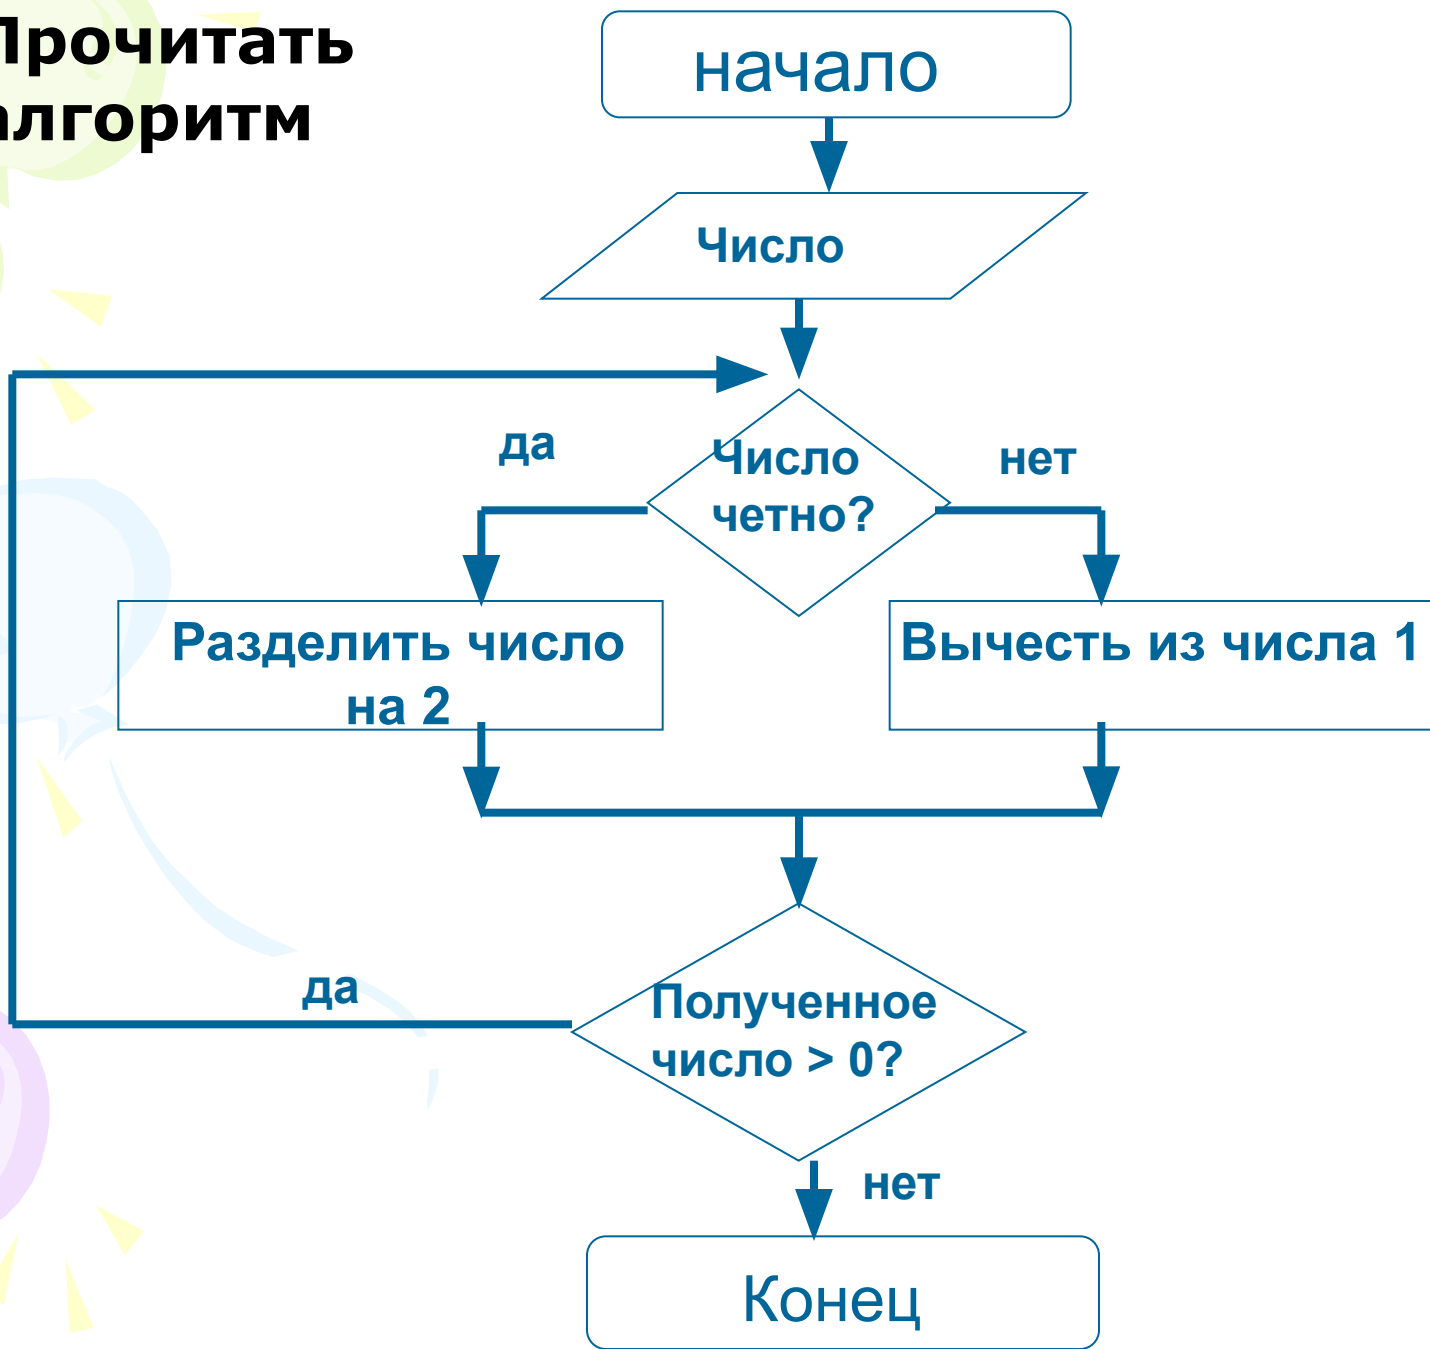 Прочитать
алгоритм
начало
Число
да
Число
четно?
нет
Разделить число
на 2
Вычесть из числа 1
да
Полученное
число > 0?
нет
Конец